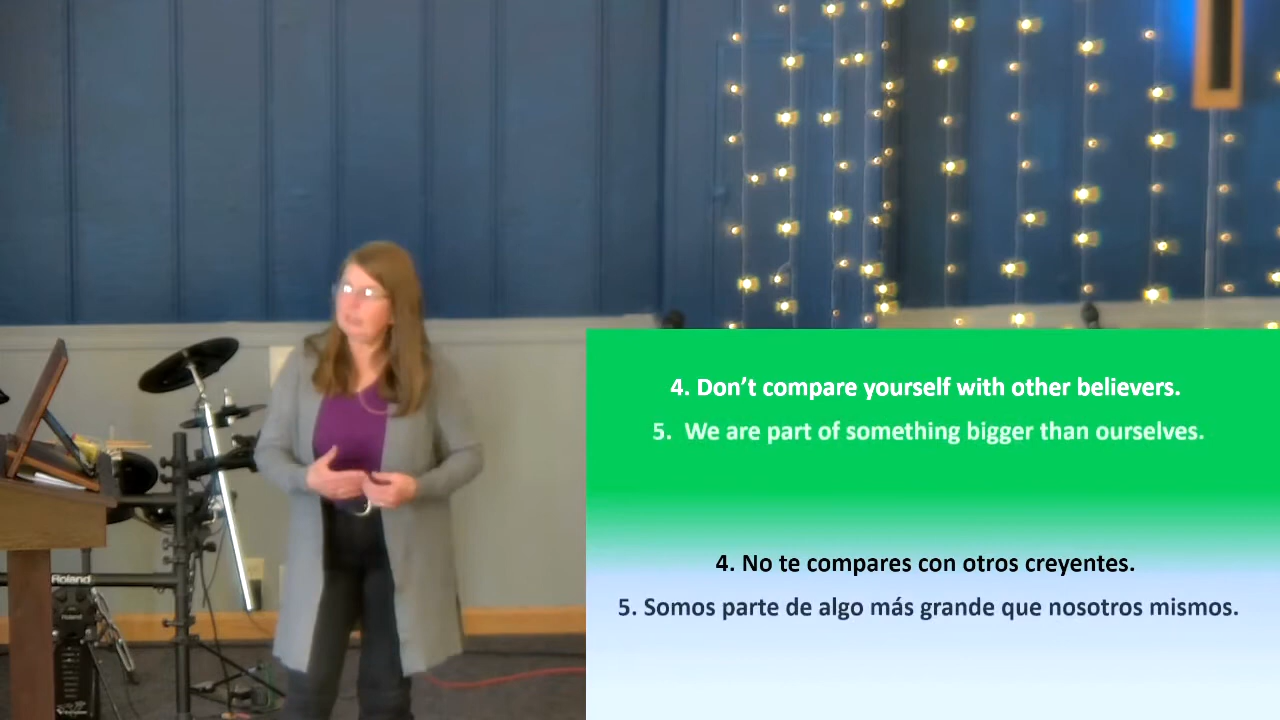 4. Don’t compare yourself with other believers.
5. We are part of something bigger than ourselves.
4. No te compares con otros creyentes.
5. Somos parte de algo más grande que nosotros mismos.
Roland
Roland